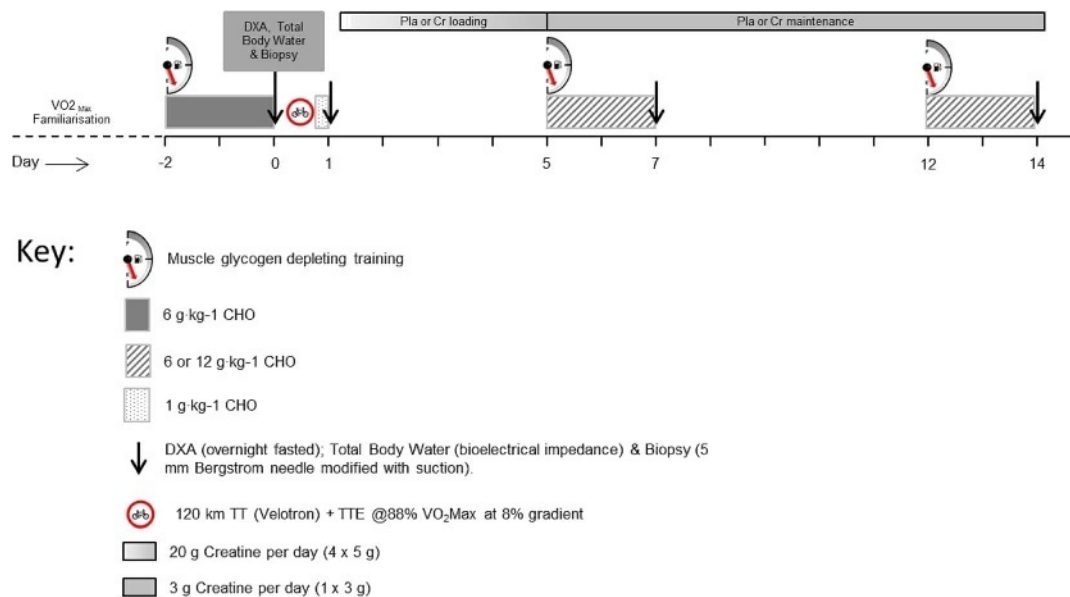 DXA, Total
Body Water
& Biopsy
Pla or Cr loading
Pla or Cr maintenance
VO2 Max
Familiarisation
Day
-2
0
1
5
7
12
14
Key:
Muscle glycogen depleting training
6 g·kg-1 CHO
6 or 12 g·kg-1 CHO
1 g·kg-1 CHO
DXA (overnight fasted); Total Body Water (bioelectrical impedance) & Biopsy (5
mm Bergstrom needle modified with suction).
120 km TT (Velotron) + TTE @88% VO₂Max at 8% gradient
20 g Creatine per day (4 x 5 g)
3 g Creatine per day (1 x 3 g)